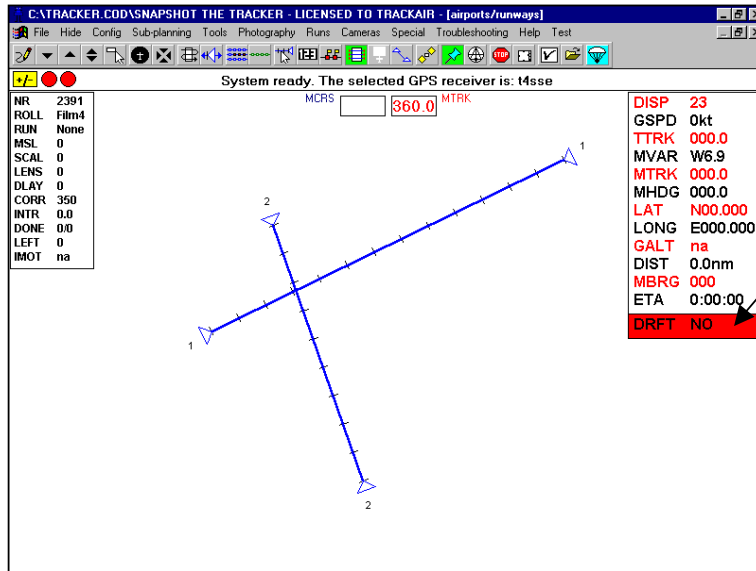 C:\TRACKER.COD\SNAPSHOT THE TRACKER - LICENSED TO TRACKAIR - [airports/runways]
File Hide Config Sub-planning Tools Photography Runs Cameras Special Troubleshooting Help Test
STOP
+/-
System ready. The selected GPS receiver is: t4sse
NR 2391
ROLL Film4
RUN None
MSL 0
SCAL 0
LENS 0
DLAY 0
CORR 350
INTR 0.0
DONE 0/0
LEFT 0
IMOT na
MCRS 360.0 MTRK
DISP 23
GSPD 0kt
TTRK 000.0
MVAR W6.9
MTRK 000.0
MHDG 000.0
LAT N00.000
LONG E000.000
GALT na
DIST 0.0nm
MBRG 000
ETA 0:00:00
DRFT NO
1
2
1
2